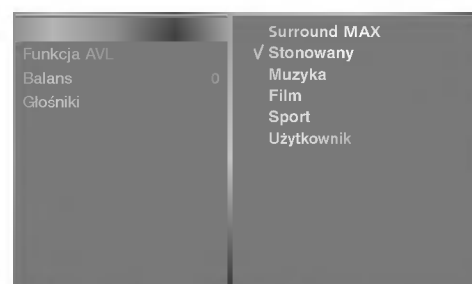 Funkcja AVL
Balans 0
Głośniki
Surround MAX
√ Stonowany
Muzyka
Film
Sport
Użytkownik